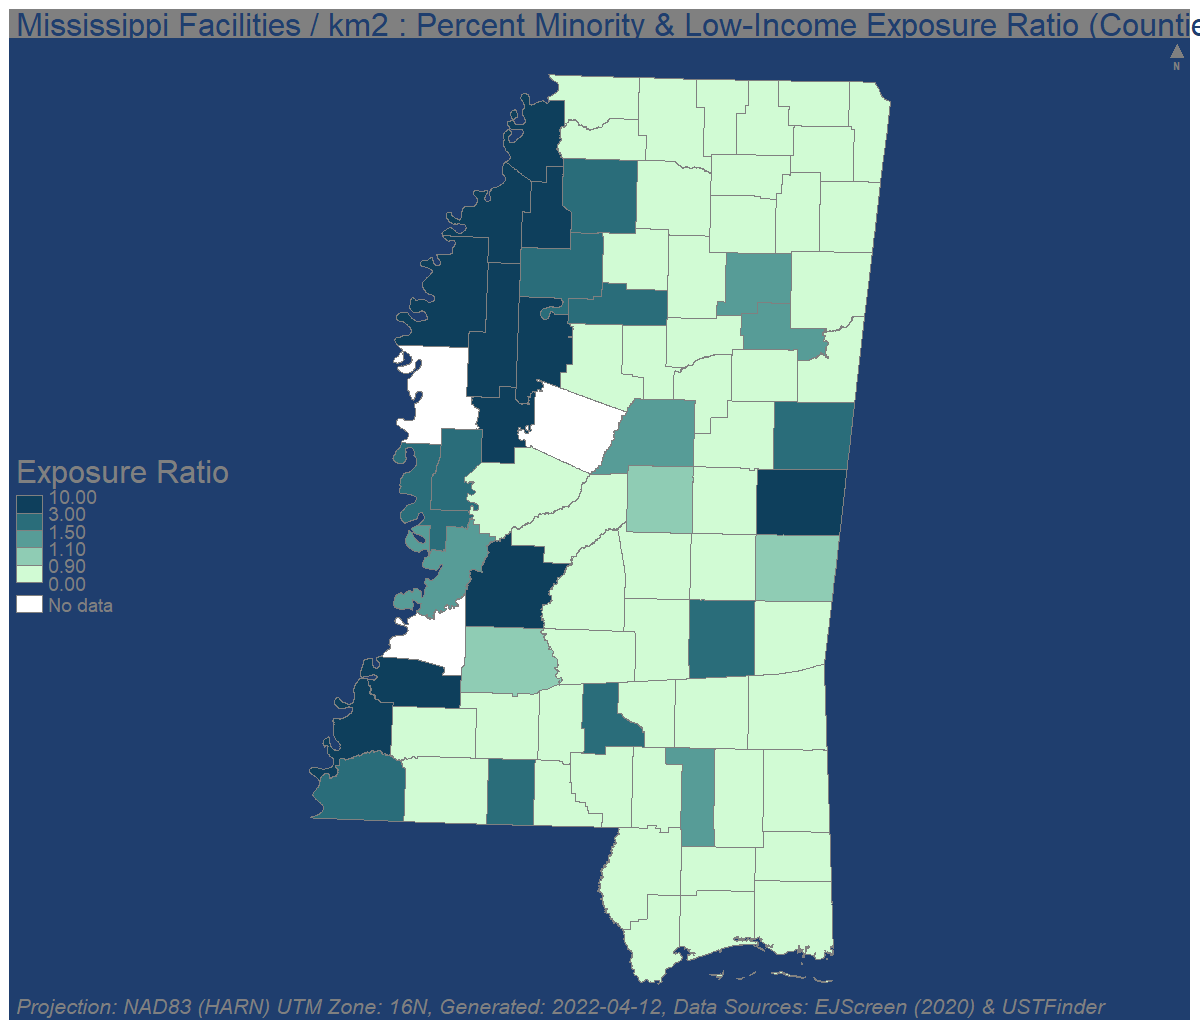 Mississippi Facilities / km2 : Percent Minority & Low-Income Exposure Ratio (Countie
N
Exposure Ratio
10.00
3.00
1.50
1.10
0.90
0.00
No data
Projection: NAD83 (HARN) UTM Zone: 16N, Generated: 2022-04-12, Data Sources: EJScreen (2020) & USTFinder